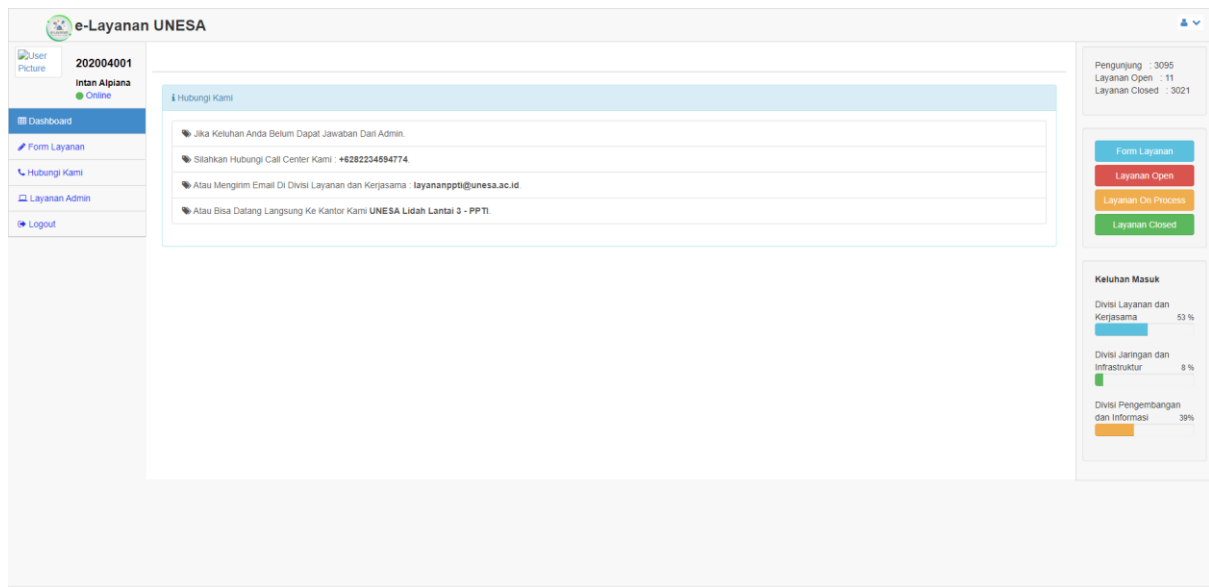 e-Layanan UNESA
User Picture
202004001
Intan Alpiana
Online
Dashboard
Form Layanan
Hubungi Kami
Layanan Admin
Logout
Hubungi Kami
Jika Keluhan Anda Belum Dapat Jawaban Dari Admin.
Silahkan Hubungi Call Center Kami : +6282234594774.
Atau Mengirim Email Di Divisi Layanan dan Kerjasama : layananppti@unesa.ac.id.
Atau Bisa Datang Langsung Ke Kantor Kami UNESA Lidah Lantai 3 - PPTI.
Pengunjung : 3095
Layanan Open : 11
Layanan Closed : 3021
Form Layanan
Layanan Open
Layanan On Process
Layanan Closed
Keluhan Masuk
Divisi Layanan dan
Kerjasama 53 %
Divisi Jaringan dan
Infrastruktur 8 %
Divisi Pengembangan
dan Informasi 39%